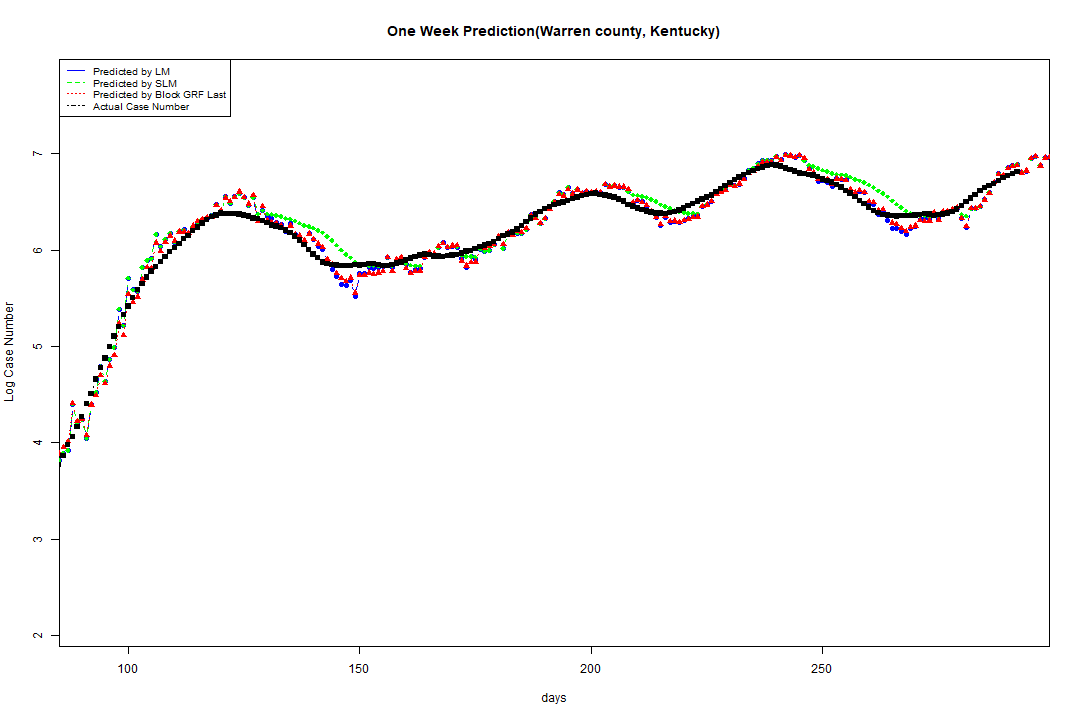 One Week Prediction(Warren county, Kentucky)
Predicted by LM
Predicted by SLM
Predicted by Block GRF Last
Actual Case Number
Log Case Number
7
6
5
4
3
2
100 150 200 250
days